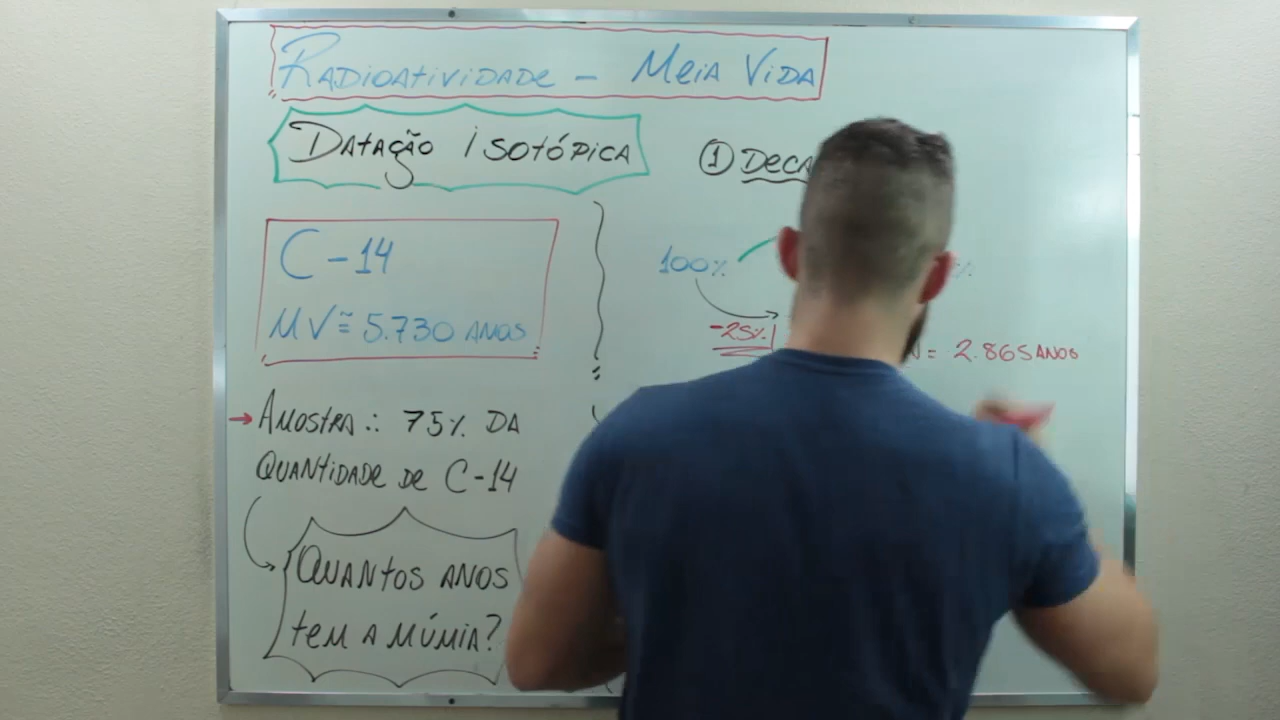 Radioatividade - Meia Vida
Datação Isotópica
C-14
MV ≅ 5.730 anos
→ Amostra ∴ 75% da
quantidade de C-14
Quantos anos
tem a múmia?
①
100%
-25%
= 2.865 anos